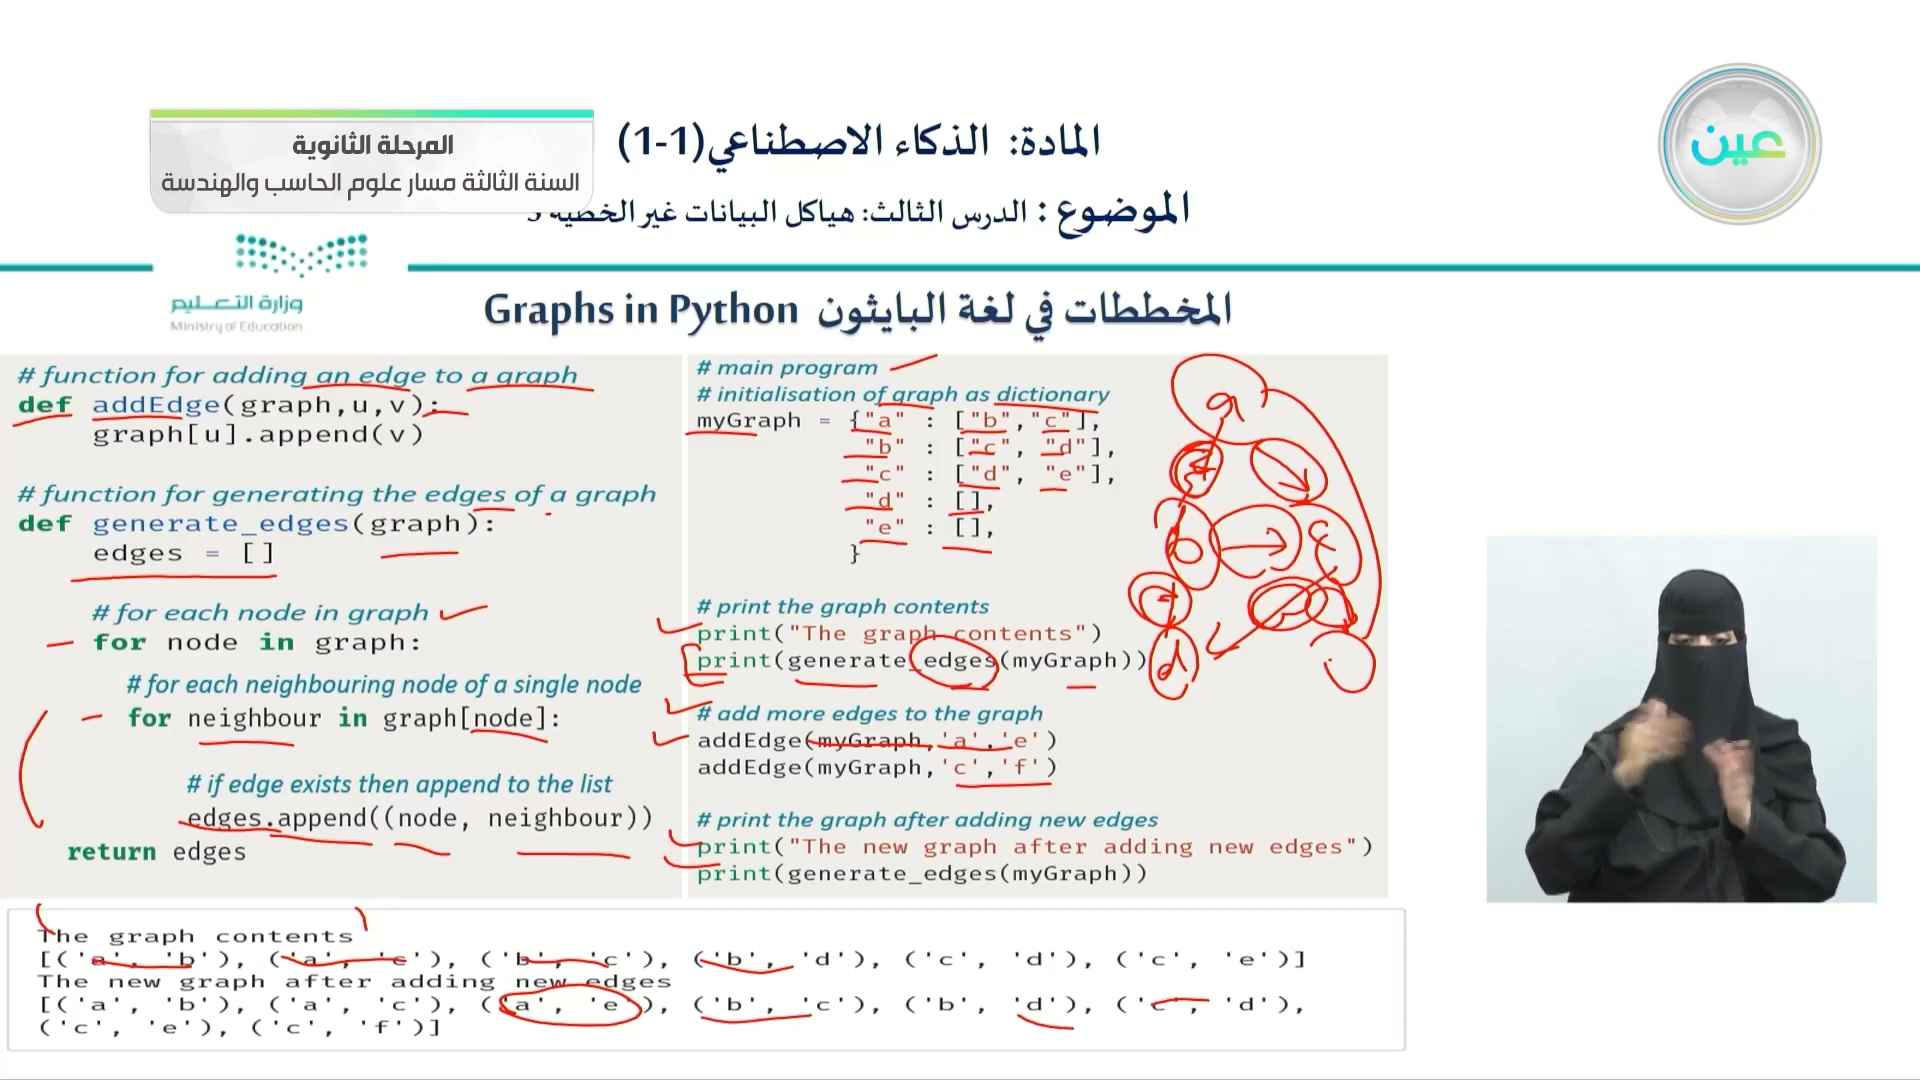 المرحلة الثانوية
السنة الثالثة مسار علوم الحاسب والهندسة
المادة: الذكاء الاصطناعي(1-1)
عين
الموضوع : الدرس الثالث: هياكل البيانات غير الخطية
وزارة التعليم
Ministry of Education
المخططات في لغة البايثون Graphs in Python
# function for adding an edge to a graph
def addEdge(graph,u,v):
graph[u].append(v)
# function for generating the edges of a graph
def generate_edges(graph):
edges = []
# for each node in graph
for node in graph:
# for each neighbouring node of a single node
for neighbour in graph[node]:
# if edge exists then append to the list
edges.append((node, neighbour))
return edges
# main program
# initialisation of graph as dictionary
myGraph = {"a" : ["b","c"],
"b" : ["c", "d"],
"c" : ["d", "e"],
"d" : [],
"e" : [],
}
# print the graph contents
print("The graph contents")
print(generate_edges(myGraph))
# add more edges to the graph
addEdge(myGraph,'a','e')
addEdge(myGraph,'c','f')
# print the graph after adding new edges
print("The new graph after adding new edges")
print(generate_edges(myGraph))
a
b
c
d
The graph contents
[('a', 'b'), ('a', 'c'), ('b', 'c'), ('b', 'd'), ('c', 'd'), ('c', 'e')]
The new graph after adding new edges
[('a', 'b'), ('a', 'c'), ('a', 'e'), ('b', 'c'), ('b', 'd'), ('c', 'd'),
('c', 'e'), ('c', 'f')]